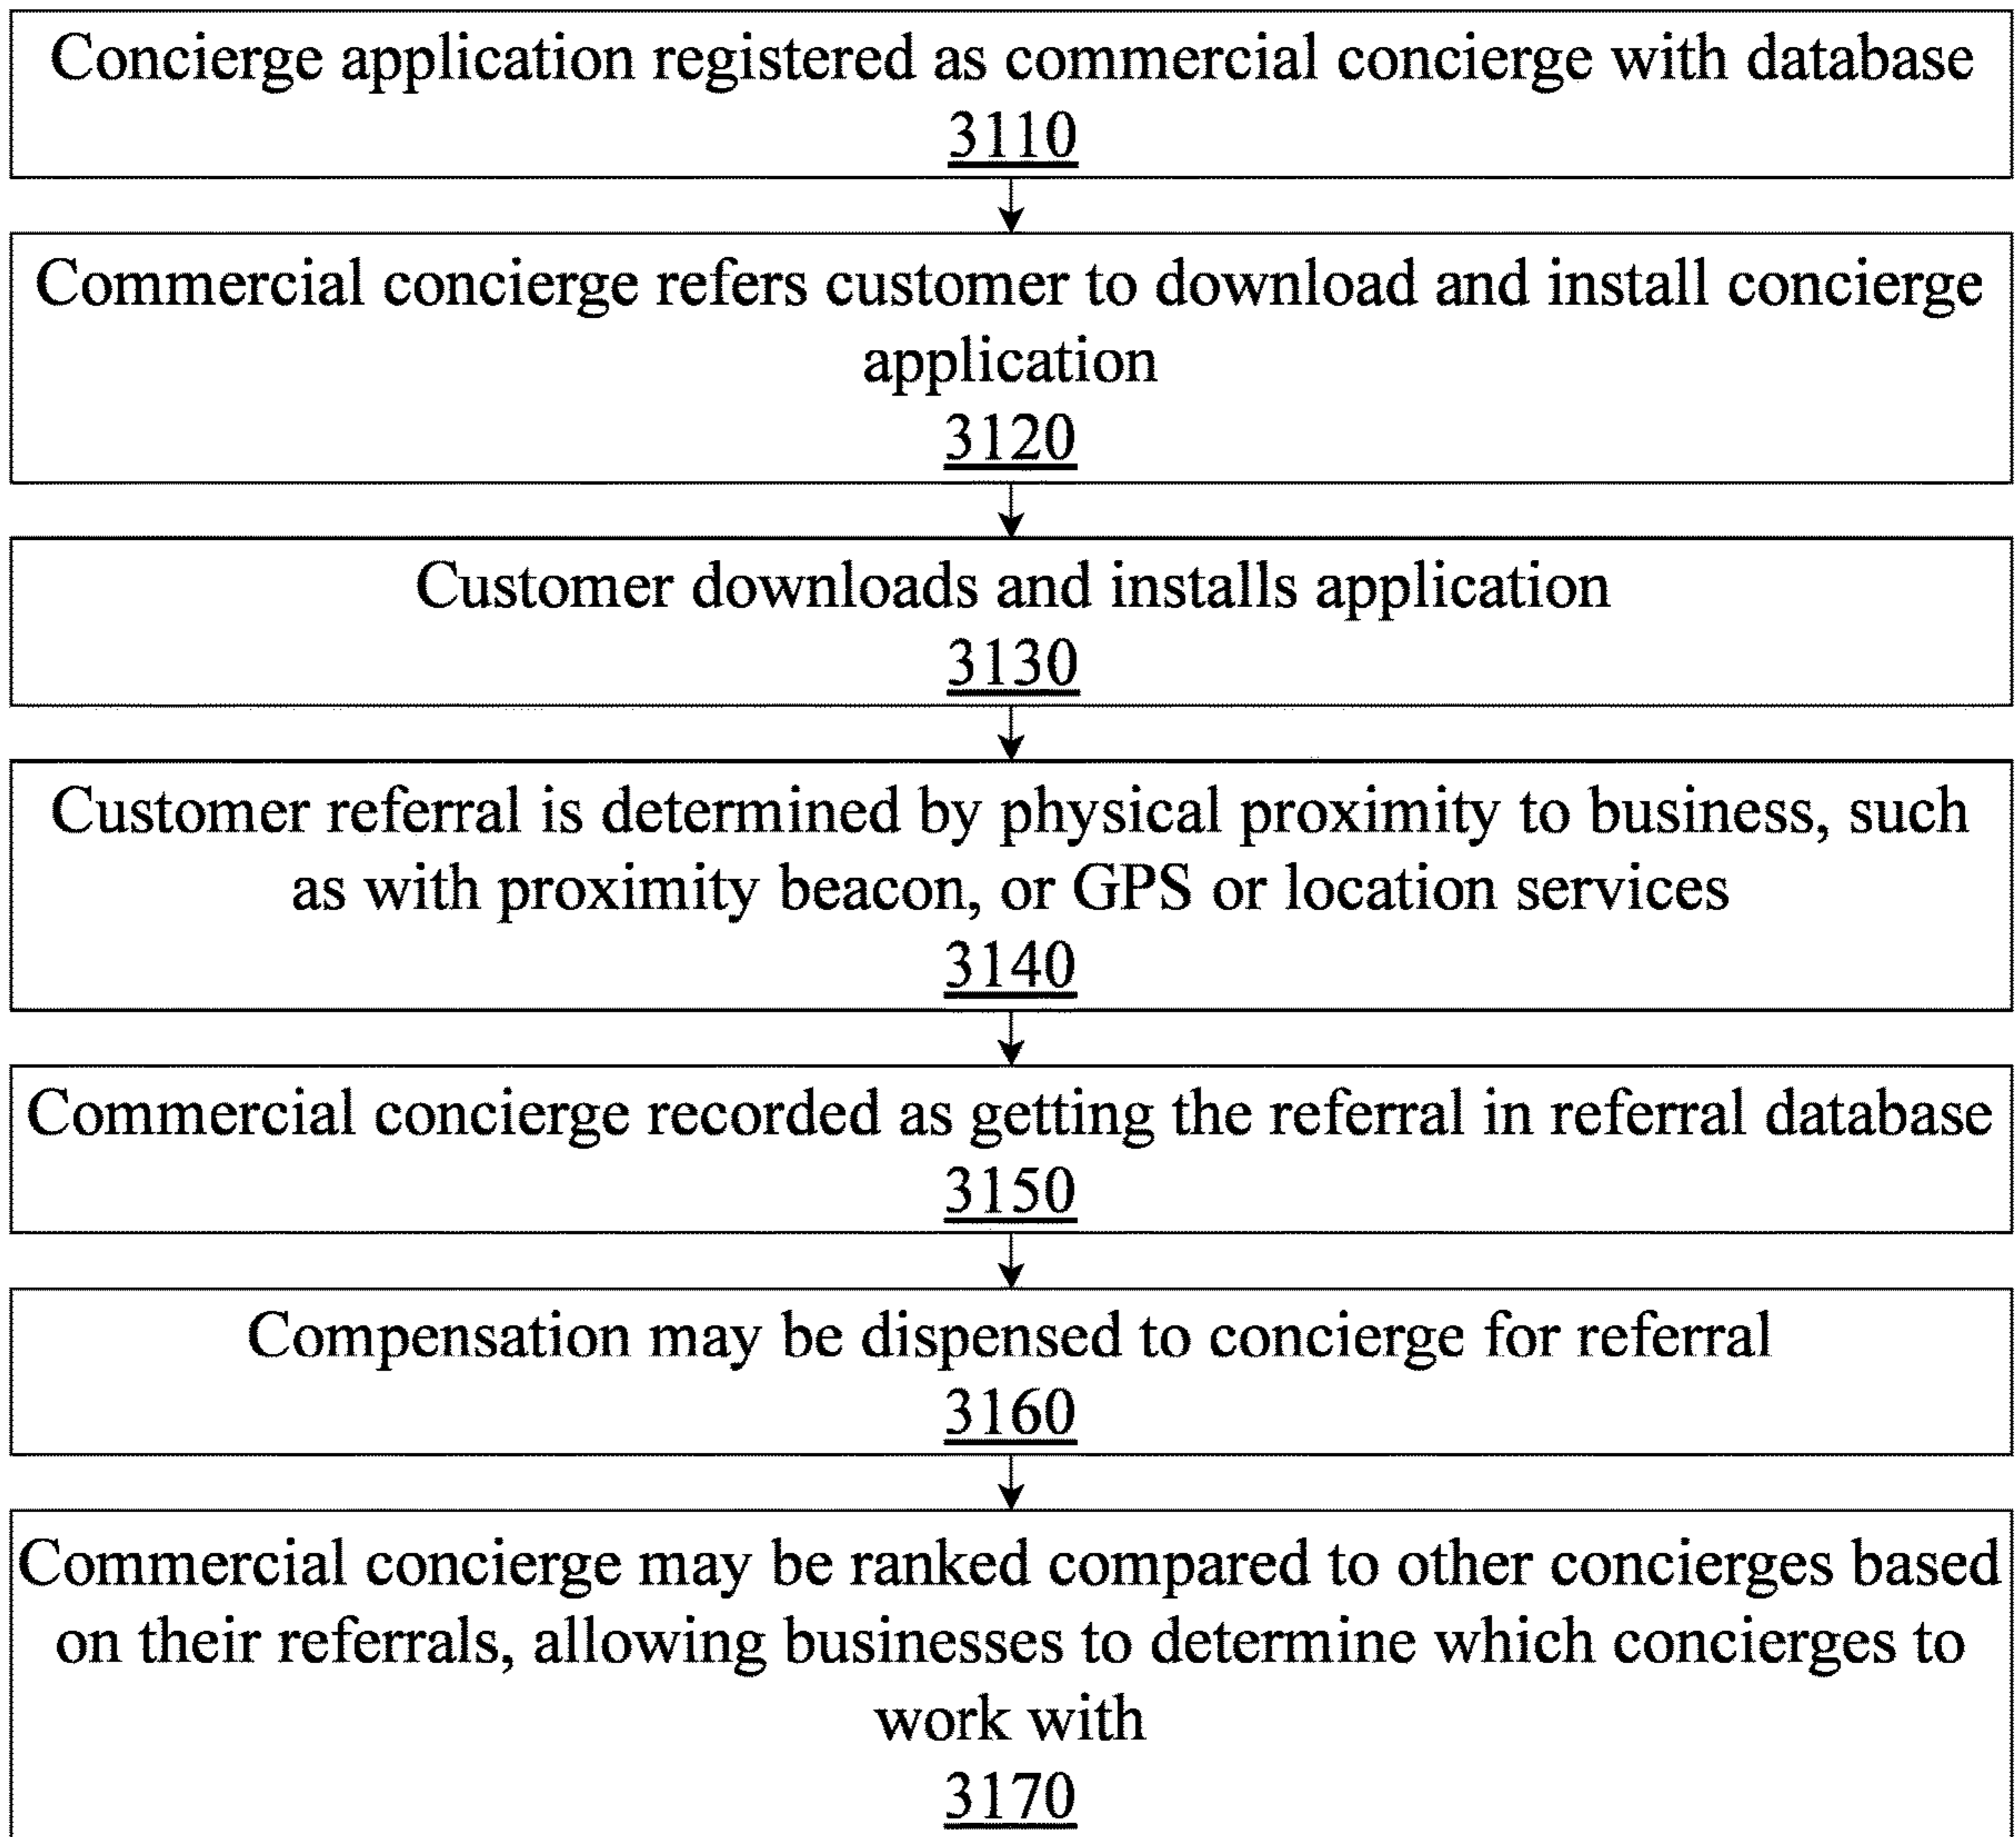 Concierge application registered as commercial concierge with database
3110
Commercial concierge refers customer to download and install concierge
application
3120
Customer downloads and installs application
3130
Customer referral is determined by physical proximity to business, such
as with proximity beacon, or GPS or location services
3140
Commercial concierge recorded as getting the referral in referral database
3150
Compensation may be dispensed to concierge for referral
3160
Commercial concierge may be ranked compared to other concierges based
on their referrals, allowing businesses to determine which concierges to
work with
3170